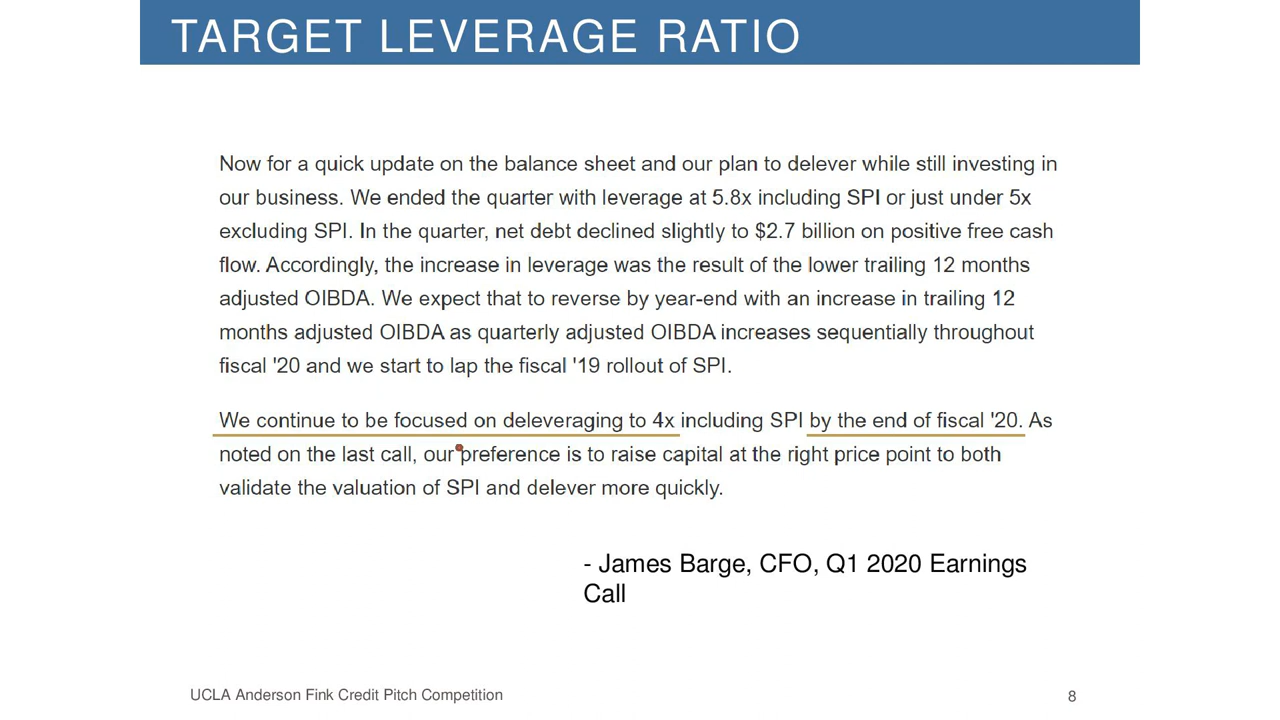 TARGET LEVERAGE RATIO
Now for a quick update on the balance sheet and our plan to delever while still investing in
our business. We ended the quarter with leverage at 5.8x including SPI or just under 5x
excluding SPI. In the quarter, net debt declined slightly to $2.7 billion on positive free cash
flow. Accordingly, the increase in leverage was the result of the lower trailing 12 months
adjusted OIBDA. We expect that to reverse by year-end with an increase in trailing 12
months adjusted OIBDA as quarterly adjusted OIBDA increases sequentially throughout
fiscal '20 and we start to lap the fiscal '19 rollout of SPI.
We continue to be focused on deleveraging to 4x including SPI by the end of fiscal '20. As
noted on the last call, our preference is to raise capital at the right price point to both
validate the valuation of SPI and delever more quickly.
- James Barge, CFO, Q1 2020 Earnings
Call
UCLA Anderson Fink Credit Pitch Competition
8